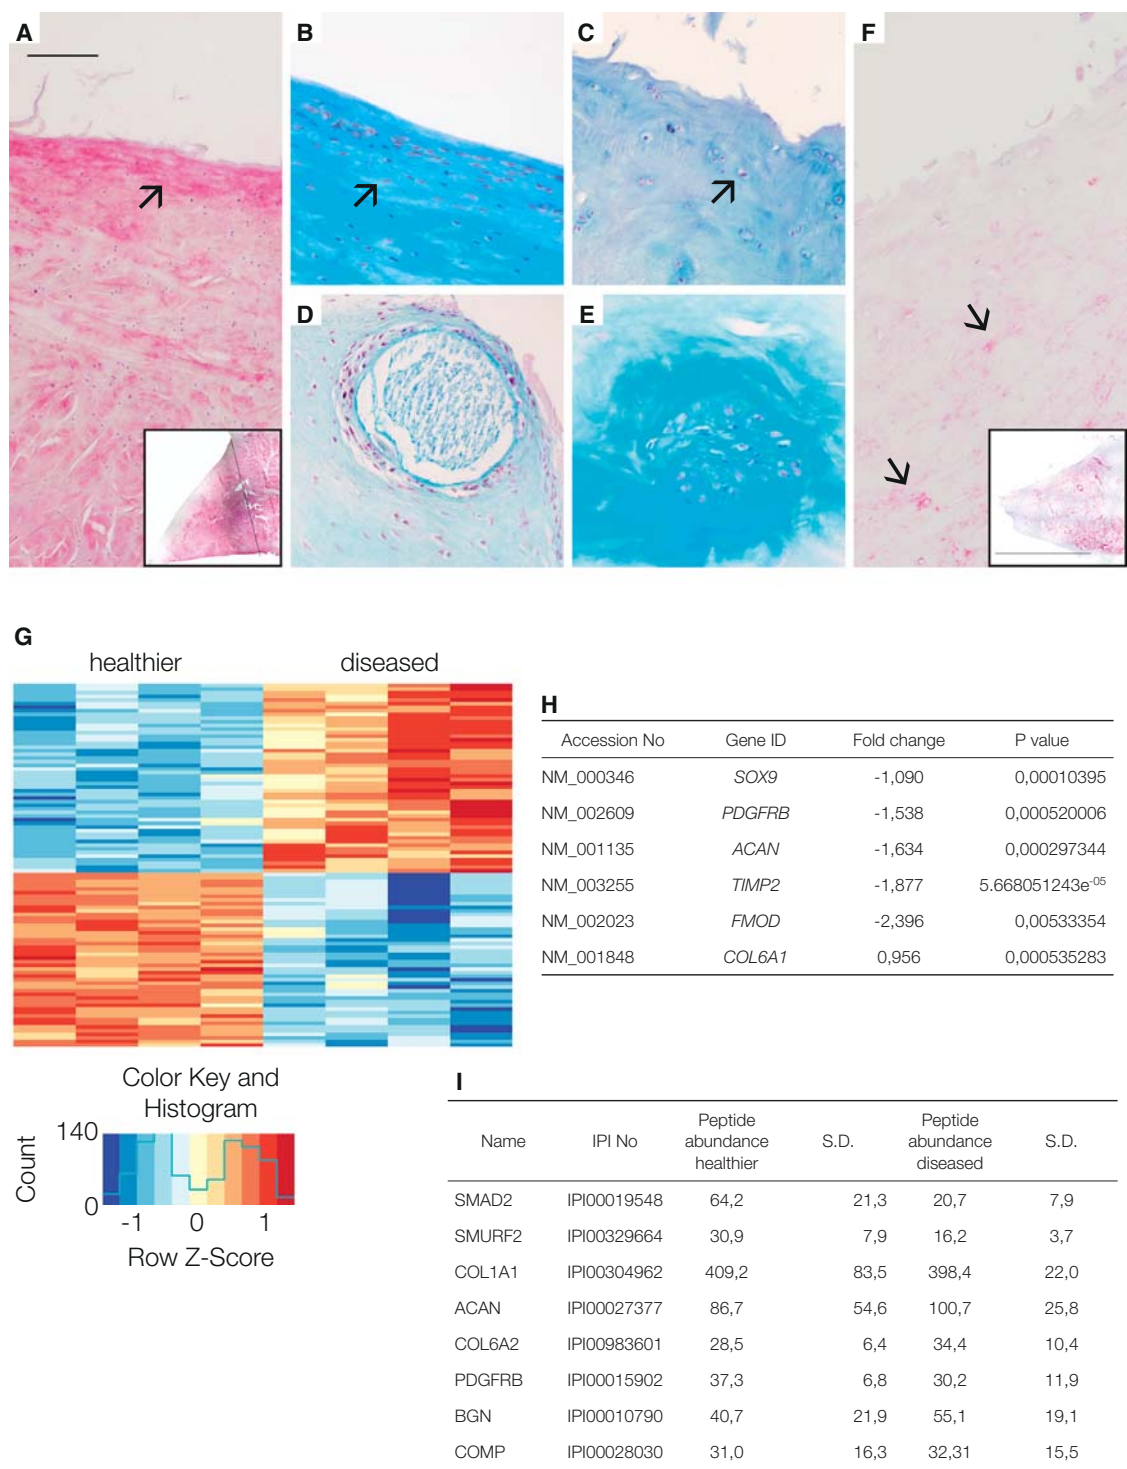 A
B
C
F
D
E
G
healthier diseased
Color Key and
Histogram
Count
140
0
-1 0 1
Row Z-Score
H
Accession No Gene ID Fold change P value
NM_000346 SOX9 -1,090 0,00010395
NM_002609 PDGFRB -1,538 0,000520006
NM_001135 ACAN -1,634 0,000297344
NM_003255 TIMP2 -1,877 5.668051243e-05
NM_002023 FMOD -2,396 0,00533354
NM_001848 COL6A1 0,956 0,000535283
I
Name IPI No Peptide abundance healthier S.D. Peptide abundance diseased S.D.
SMAD2 IPI00019548 64,2 21,3 20,7 7,9
SMURF2 IPI00329664 30,9 7,9 16,2 3,7
COL1A1 IPI00304962 409,2 83,5 398,4 22,0
ACAN IPI00027377 86,7 54,6 100,7 25,8
COL6A2 IPI00983601 28,5 6,4 34,4 10,4
PDGFRB IPI00015902 37,3 6,8 30,2 11,9
BGN IPI00010790 40,7 21,9 55,1 19,1
COMP IPI00028030 31,0 16,3 32,31 15,5